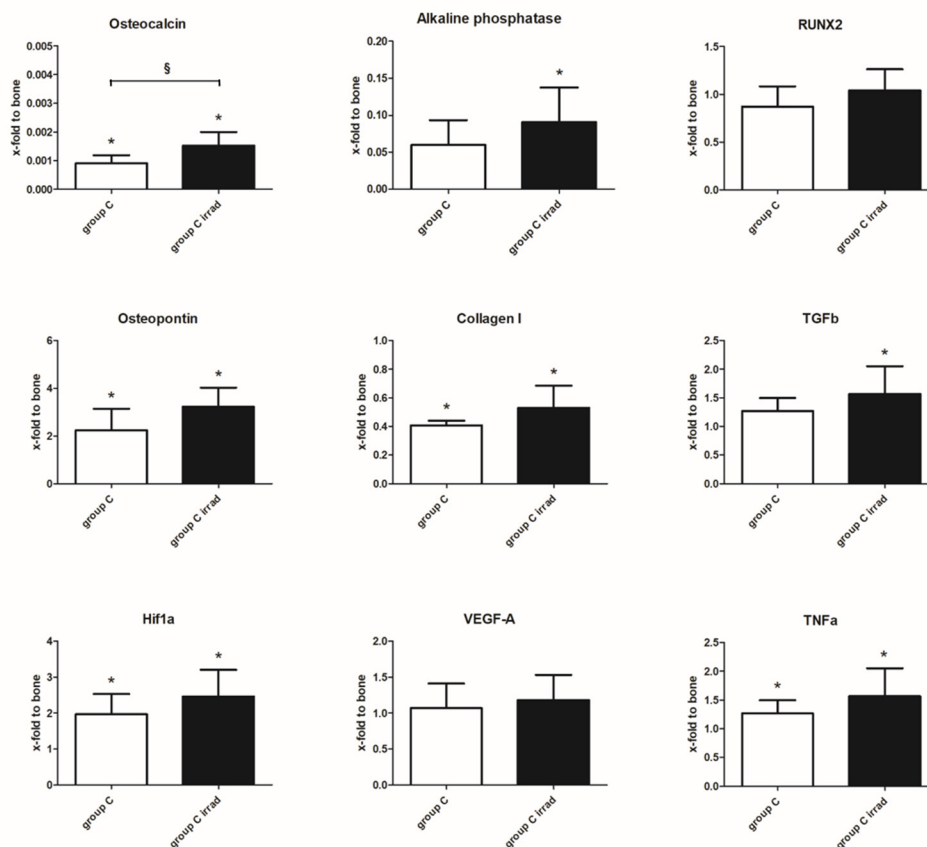 Osteocalcin
x-fold to bone
0.005
0.004
0.003
0.002
0.001
0.000
§
*
*
group C
group C irrad
Alkaline phosphatase
x-fold to bone
0.20
0.15
0.10
0.05
0.00
*
group C
group C irrad
RUNX2
x-fold to bone
1.5
1.0
0.5
0.0
group C
group C irrad
Osteopontin
x-fold to bone
6
4
2
0
*
*
group C
group C irrad
Collagen I
x-fold to bone
1.0
0.8
0.6
0.4
0.2
0.0
*
*
group C
group C irrad
TGFb
x-fold to bone
2.5
2.0
1.5
1.0
0.5
0.0
*
group C
group C irrad
Hif1a
x-fold to bone
4
3
2
1
0
*
*
group C
group C irrad
VEGF-A
x-fold to bone
2.0
1.5
1.0
0.5
0.0
group C
group C irrad
TNFa
x-fold to bone
2.5
2.0
1.5
1.0
0.5
0.0
*
*
group C
group C irrad